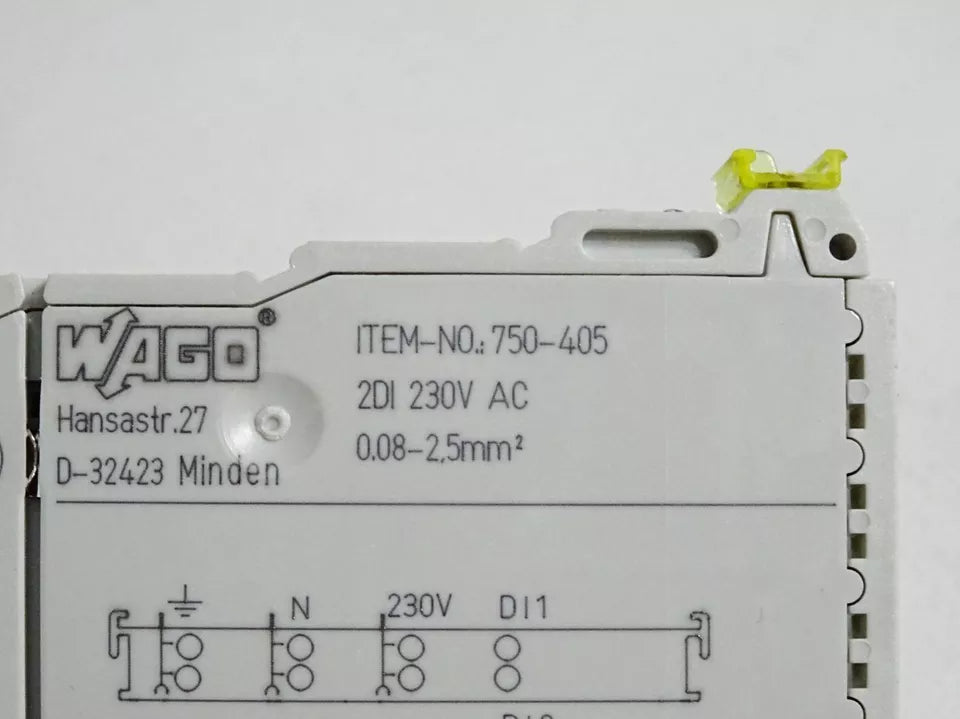 WAGO®
Hansastr.27
D-32423 Minden
ITEM-NO.: 750-405
2DI 230V AC
0.08-2,5mm²
N 230V DI1